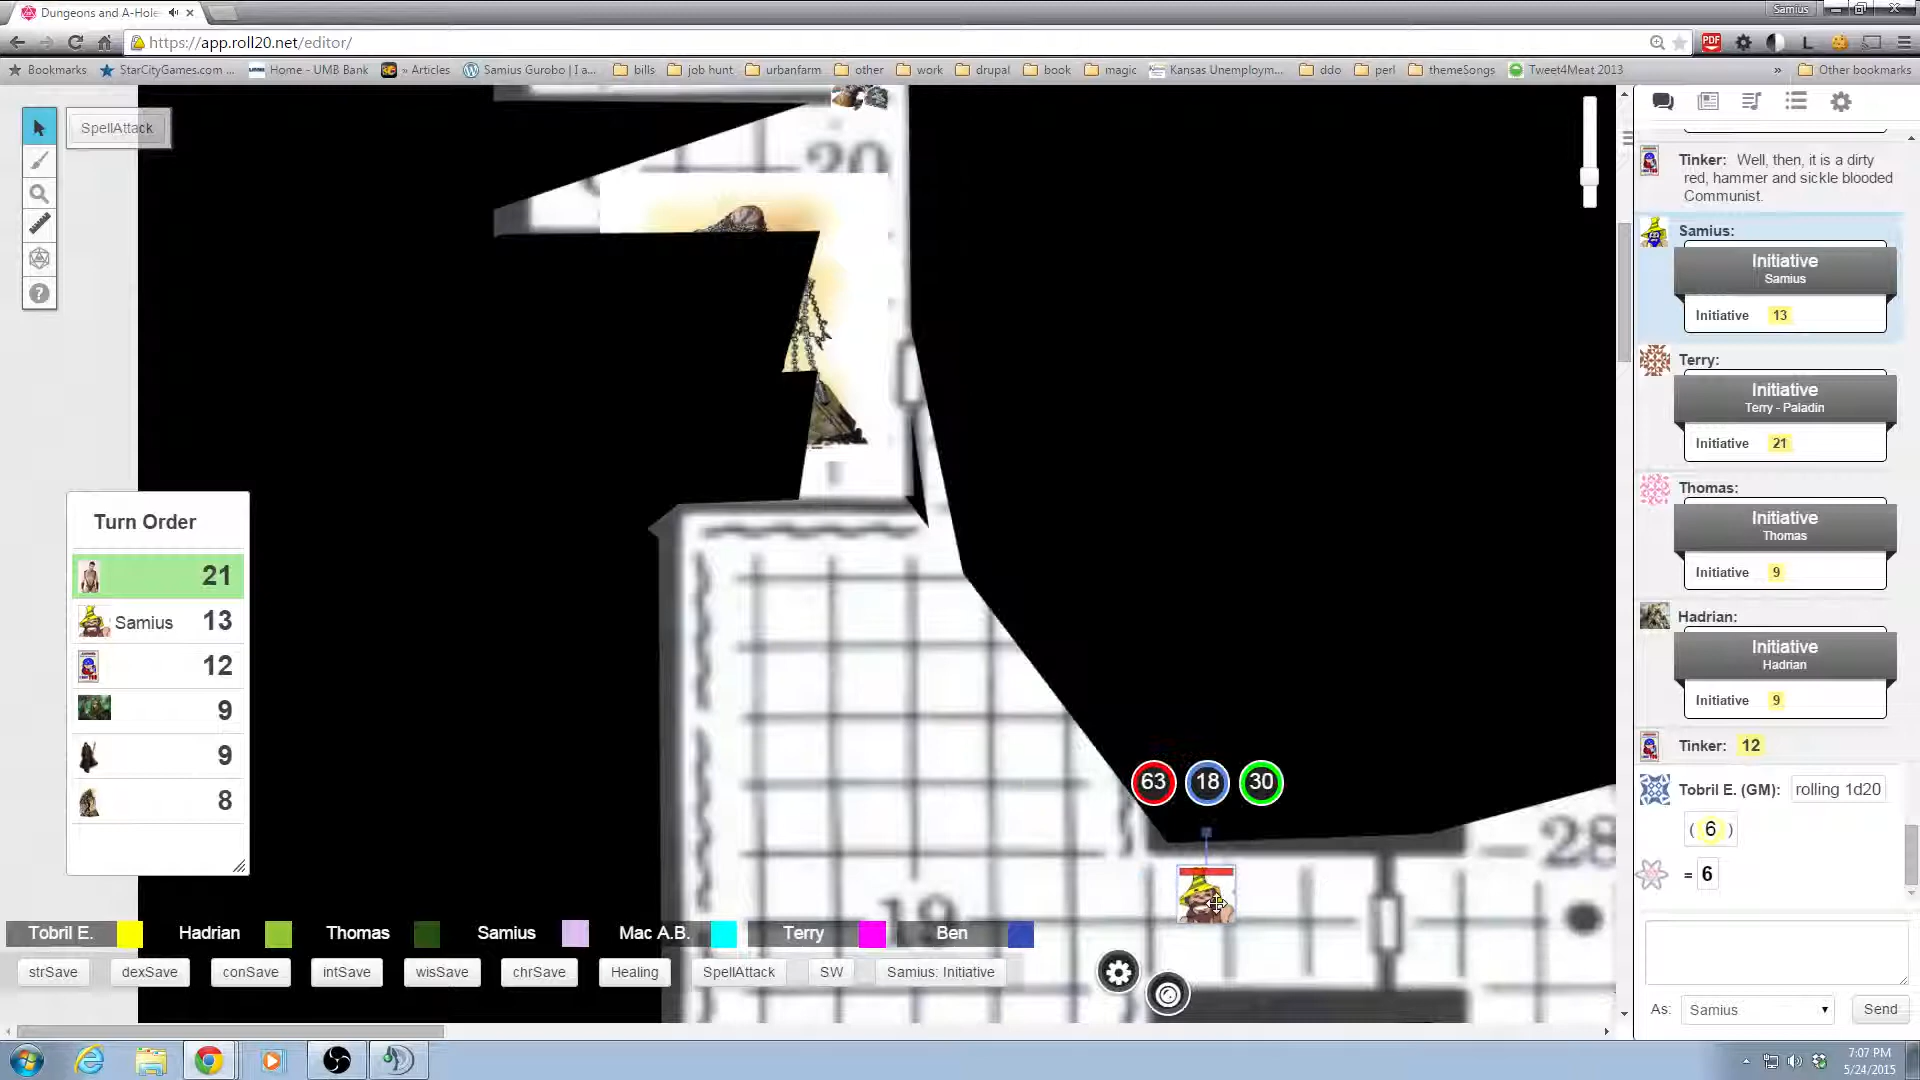 Dungeons and A-Hole
Samius
https://app.roll20.net/editor/
PDF
L
Bookmarks
StarCityGames.com ...
Home - UMB Bank
» Articles
Samius Gurobo | I a...
bills
job hunt
urbanfarm
other
work
drupal
book
magic
Kansas Unemploym...
ddo
perl
themeSongs
Tweet4Meat 2013
»
Other bookmarks
SpellAttack
20
Turn Order
21
Samius 13
12
9
9
8
63 18 30
19
28
Tinker: Well, then, it is a dirty
red, hammer and sickle blooded
Communist.
Samius:
Initiative
Samius
Initiative 13
Terry:
Initiative
Terry - Paladin
Initiative 21
Thomas:
Initiative
Thomas
Initiative 9
Hadrian:
Initiative
Hadrian
Initiative 9
Tinker: 12
Tobril E. (GM): rolling 1d20
( 6 )
= 6
Tobril E.
Hadrian
Thomas
Samius
Mac A.B.
Terry
Ben
strSave
dexSave
conSave
intSave
wisSave
chrSave
Healing
SpellAttack
SW
Samius: Initiative
As: Samius
Send
7:07 PM
5/24/2015